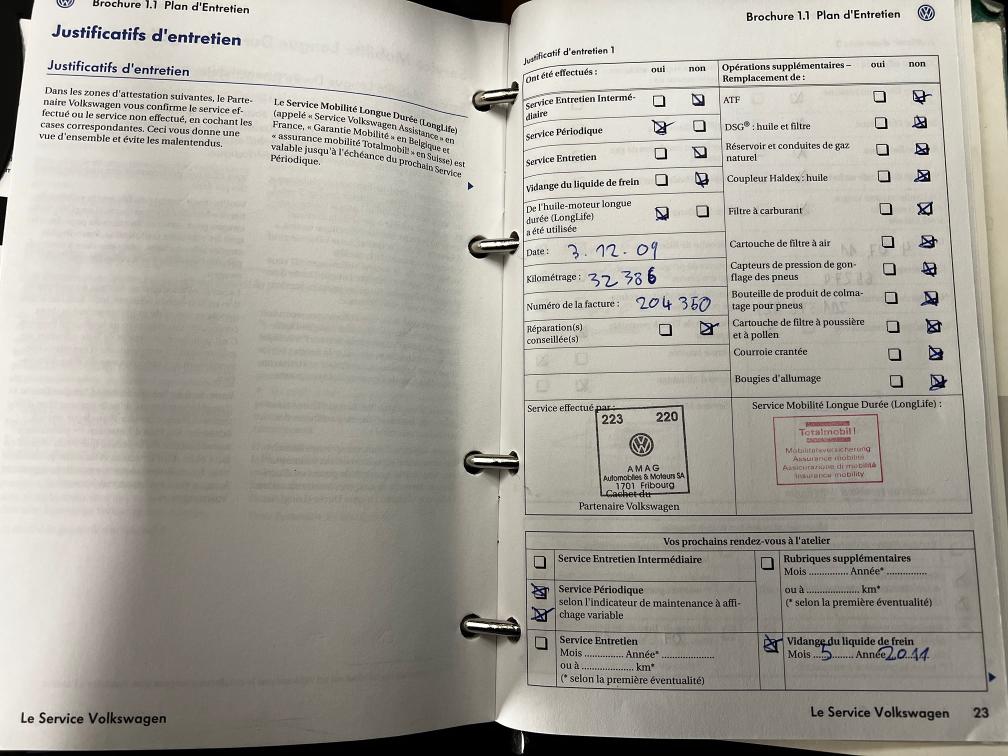 Brochure 1.1 Plan d'Entretien
Justificatifs d'entretien
Justificatifs d'entretien
Dans les zones d'attestation suivantes, le Parte-
naire Volkswagen vous confirme le service ef-
fectué ou le service non effectué, en cochant les
cases correspondantes. Ceci vous donne une
vue d'ensemble et évite les malentendus.
Le Service Mobilité Longue Durée (LongLife)
(appelé « Service Volkswagen Assistance » en
France, « Garantie Mobilité » en Belgique et
« assurance mobilité Totalmobil! » en Suisse) est
valable jusqu'à l'échéance du prochain Service
Périodique.
Le Service Volkswagen
Brochure 1.1 Plan d'Entretien
Justificatif d'entretien 1
Ont été effectués : oui non
Service Entretien Intermé-
diaire
Service Périodique
Service Entretien
Vidange du liquide de frein
De l'huile-moteur longue
durée (LongLife)
a été utilisée
Date : 3.12.09
Kilométrage : 32386
Numéro de la facture : 204350
Réparation(s)
conseillée(s)
Opérations supplémentaires – oui non
Remplacement de :
ATF
DSG® : huile et filtre
Réservoir et conduites de gaz
naturel
Coupleur Haldex : huile
Filtre à carburant
Cartouche de filtre à air
Capteurs de pression de gon-
flage des pneus
Bouteille de produit de colma-
tage pour pneus
Cartouche de filtre à poussière
et à pollen
Courroie crantée
Bougies d'allumage
Service effectué par :
223 220
AMAG
Automobiles & Moteurs SA
1701 Fribourg
Cachet du
Partenaire Volkswagen
Service Mobilité Longue Durée (LongLife) :
Totalmobil!
Mobilitätsversicherung
Assurance mobilité
Assicurazione di mobilità
Insurance mobility
Vos prochains rendez-vous à l'atelier
Service Entretien Intermédiaire
Service Périodique
selon l'indicateur de maintenance à affi-
chage variable
Service Entretien
Mois .............. Année* ...................
ou à ..................... km*
(* selon la première éventualité)
Rubriques supplémentaires
Mois .............. Année* ..............
ou à ..................... km*
(* selon la première éventualité)
Vidange du liquide de frein
Mois 5 Année 2011
Le Service Volkswagen 23